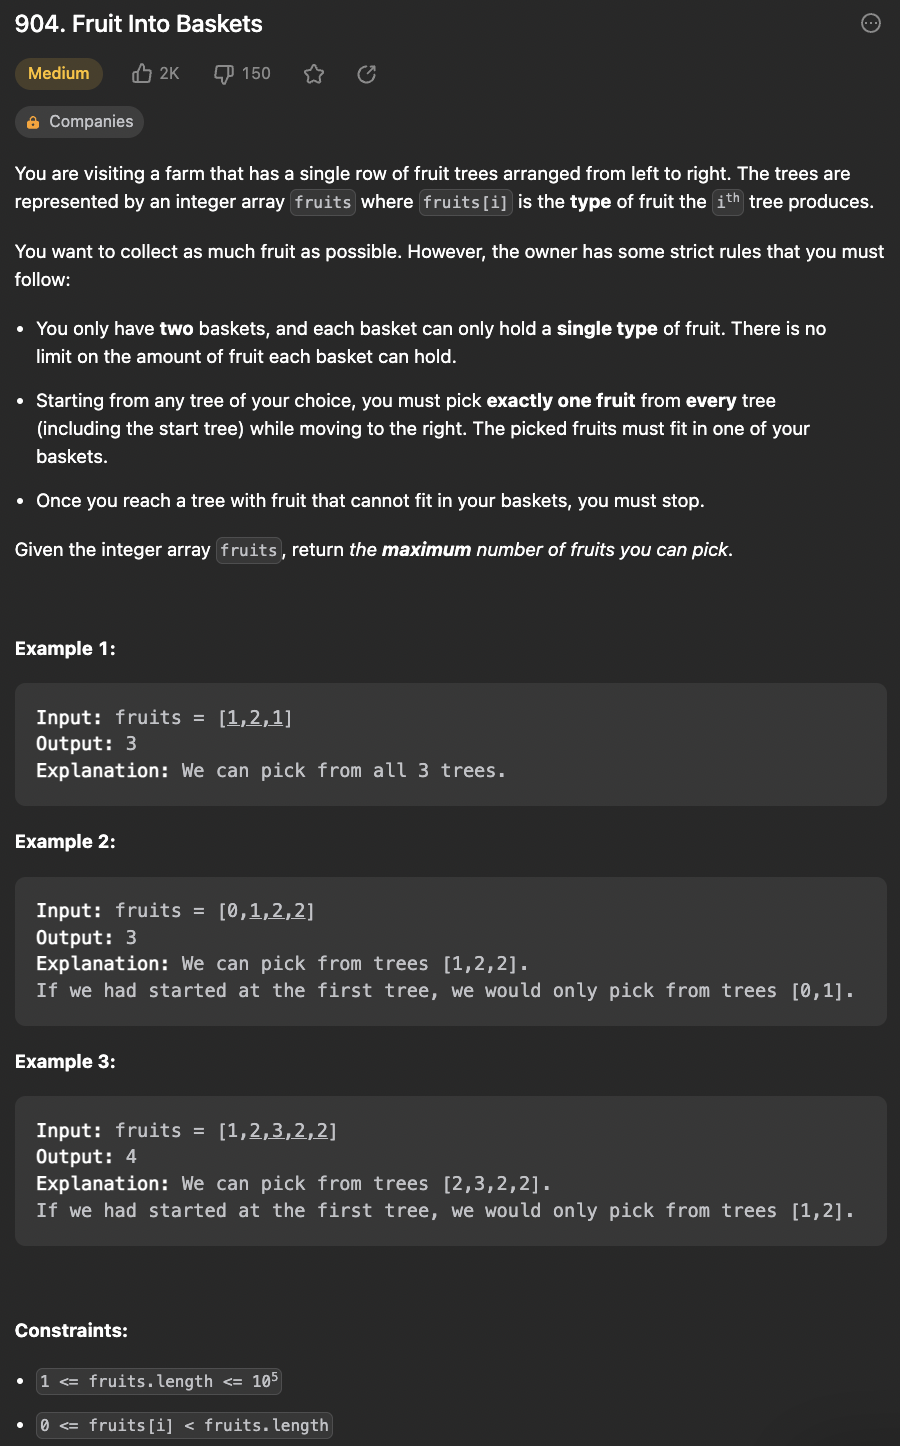 904. Fruit Into Baskets
Medium 2K 150
Companies
You are visiting a farm that has a single row of fruit trees arranged from left to right. The trees are
represented by an integer array fruits where fruits[i] is the type of fruit the ith tree produces.
You want to collect as much fruit as possible. However, the owner has some strict rules that you must
follow:
• You only have two baskets, and each basket can only hold a single type of fruit. There is no
limit on the amount of fruit each basket can hold.
• Starting from any tree of your choice, you must pick exactly one fruit from every tree
(including the start tree) while moving to the right. The picked fruits must fit in one of your
baskets.
• Once you reach a tree with fruit that cannot fit in your baskets, you must stop.
Given the integer array fruits, return the maximum number of fruits you can pick.
Example 1:
Input: fruits = [1,2,1]
Output: 3
Explanation: We can pick from all 3 trees.
Example 2:
Input: fruits = [0,1,2,2]
Output: 3
Explanation: We can pick from trees [1,2,2].
If we had started at the first tree, we would only pick from trees [0,1].
Example 3:
Input: fruits = [1,2,3,2,2]
Output: 4
Explanation: We can pick from trees [2,3,2,2].
If we had started at the first tree, we would only pick from trees [1,2].
Constraints:
• 1 <= fruits.length <= 10⁵
• 0 <= fruits[i] < fruits.length